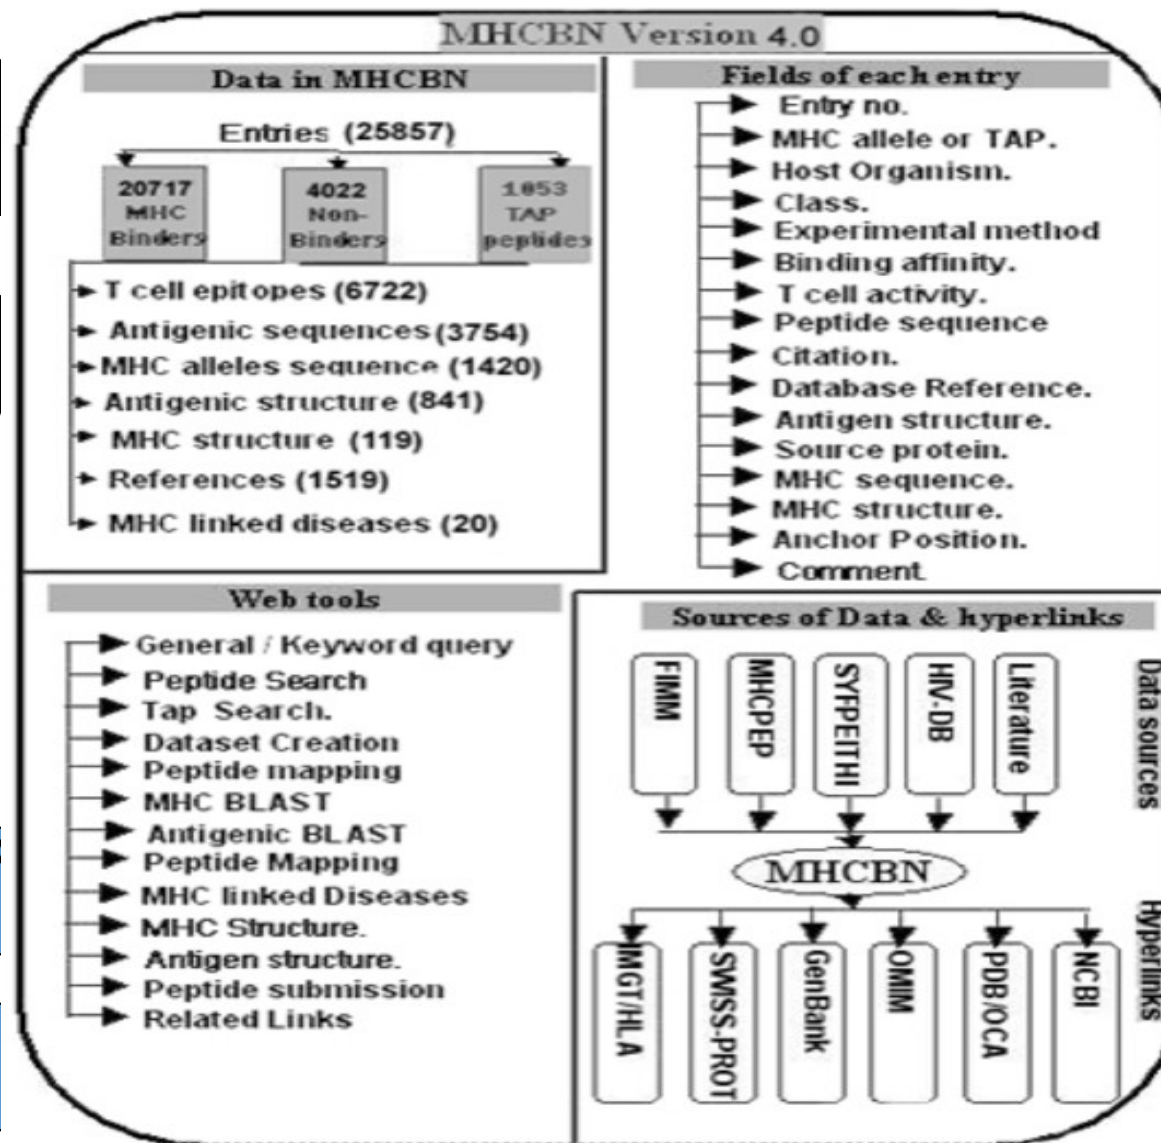 MHCBN Version 4.0
Data in MHCBN
Entries (25857)
20717
MHC
Binders
4022
Non-
Binders
1053
TAP
peptides
T cell epitopes (6722)
Antigenic sequences (3754)
MHC alleles sequence (1420)
Antigenic structure (841)
MHC structure (119)
References (1519)
MHC linked diseases (20)
Fields of each entry
Entry no.
MHC allele or TAP.
Host Organism.
Class.
Experimental method
Binding affinity.
T cell activity.
Peptide sequence
Citation.
Database Reference.
Antigen structure.
Source protein.
MHC sequence.
MHC structure.
Anchor Position.
Comment
Web tools
General / Keyword query
Peptide Search
Tap Search.
Dataset Creation
Peptide mapping
MHC BLAST
Antigenic BLAST
Peptide Mapping
MHC linked Diseases
MHC Structure.
Antigen structure.
Peptide submission
Related Links
Sources of Data & hyperlinks
FIMM
MHCPEP
SYFPEITHI
HIV-DB
Literature
Data sources
MHCBN
IMGT/HLA
SWISS-PROT
GenBank
OMIM
PDB/OCA
NCBI
Hyperlinks